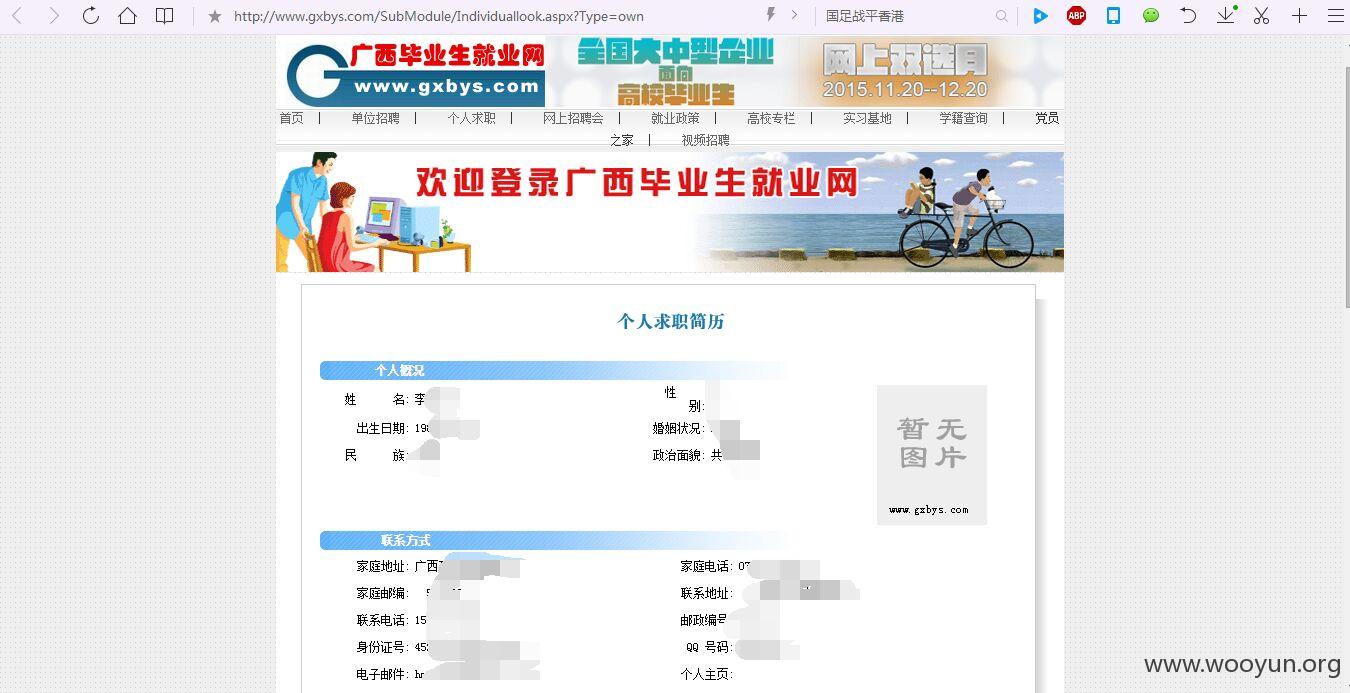 http://www.gxbys.com/SubModule/Individuallook.aspx?Type=own
国足战平香港
ABP
广西毕业生就业网
www.gxbys.com
全国大中型企业
面向
高校毕业生
网上双选月
2015.11.20--12.20
首页 | 单位招聘 | 个人求职 | 网上招聘会 | 就业政策 | 高校专栏 | 实习基地 | 学籍查询 | 党员
之家 | 视频招聘
欢迎登录广西毕业生就业网
个人求职简历
个人概况
姓 名: 李
性
别:
出生日期: 198
婚姻状况:
民 族:
政治面貌: 共
暂无
图片
www.gxbys.com
联系方式
家庭地址: 广西
家庭电话: 07
家庭邮编:
联系地址:
联系电话: 15
邮政编号
身份证号: 452
QQ 号码:
电子邮件:
个人主页:
www.wooyun.org